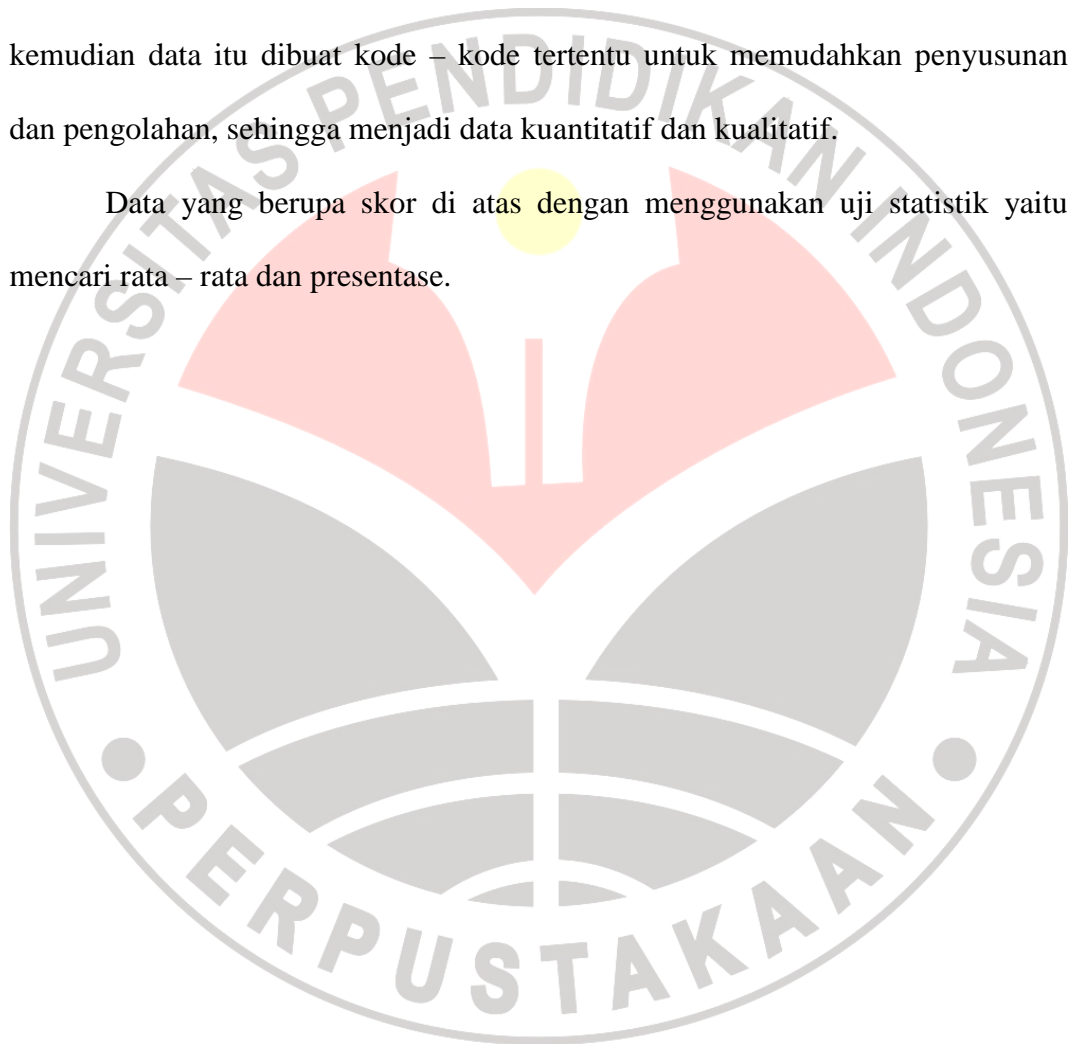 kemudian data itu dibuat kode – kode tertentu untuk memudahkan penyusunan
dan pengolahan, sehingga menjadi data kuantitatif dan kualitatif.
Data yang berupa skor di atas dengan menggunakan uji statistik yaitu
mencari rata – rata dan presentase.
UNIVERSITAS PENDIDIKAN INDONESIA
PERPUSTAKAAN